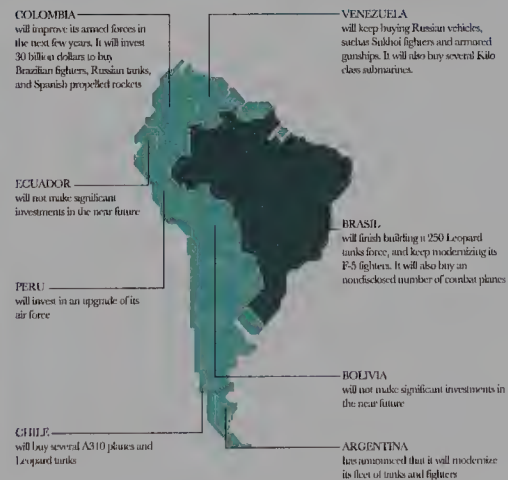 COLOMBIA
will improve its armed forces in
the next few years. It will invest
30 billion dollars to buy
Brazilian fighters, Russian tanks,
and Spanish propelled rockets
VENEZUELA
will keep buying Russian vehicles,
suchas Sukhoi fighters and armored
gunships. It will also buy several Kilo
class submarines.
ECUADOR
will not make significant
investments in the near future
BRASIL
will finish building a 250 Leopard
tanks force, and keep modernizing its
F-5 fighters. It will also buy an
nondisclosed number of combat planes
PERU
will invest in an upgrade of its
air force
BOLIVIA
will not make significant investments in
the near future
CHILE
will buy several A310 planes and
Leopard tanks
ARGENTINA
has announced that it will modernize
its fleet of tanks and fighters